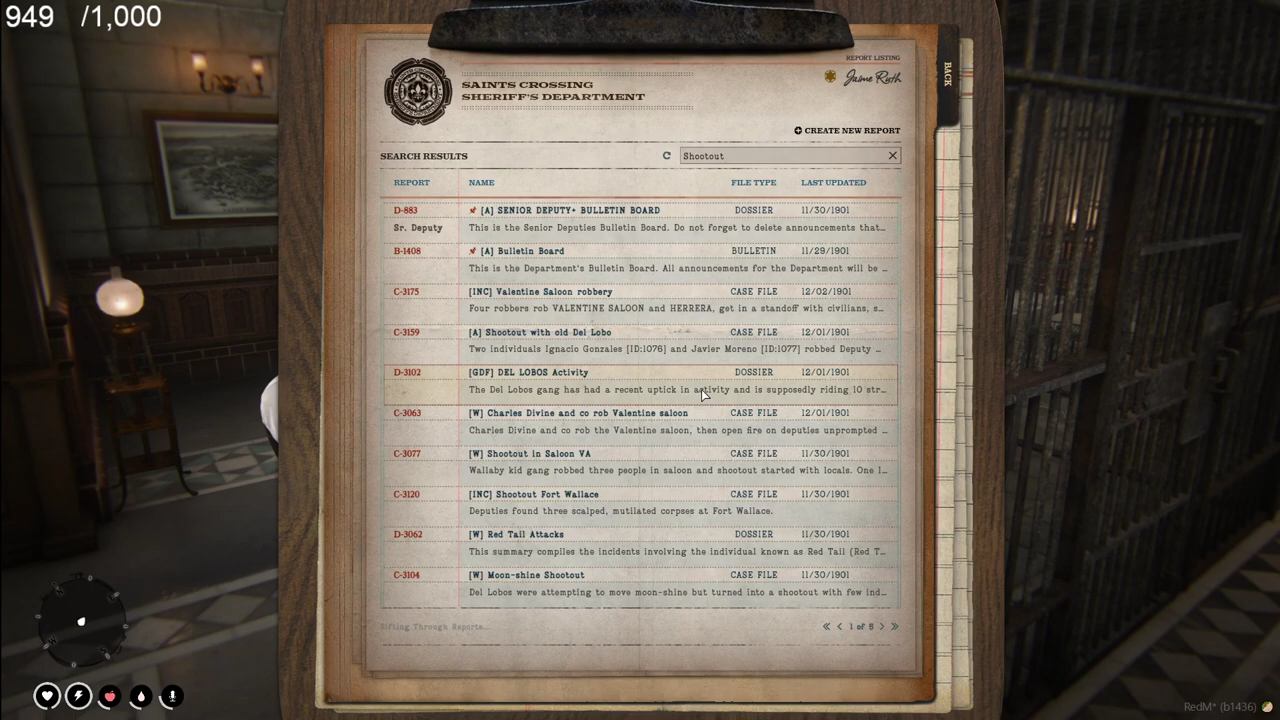 949 /1,000
REPORT LISTING
BACK
Jaime Ruth
SAINTS CROSSING
SHERIFF'S DEPARTMENT
CREATE NEW REPORT
SEARCH RESULTS
Shootout
REPORT NAME FILE TYPE LAST UPDATED
D-883 [A] SENIOR DEPUTY+ BULLETIN BOARD DOSSIER 11/30/1901
Sr. Deputy This is the Senior Deputies Bulletin Board. Do not forget to delete announcements that...
B-1408 [A] Bulletin Board BULLETIN 11/29/1901
This is the Department's Bulletin Board. All announcements for the Department will be ...
C-3175 [INC] Valentine Saloon robbery CASE FILE 12/02/1901
Four robbers rob VALENTINE SALOON and HERRERA, get in a standoff with civilians, s...
C-3159 [A] Shootout with old Del Lobo CASE FILE 12/01/1901
Two individuals Ignacio Gonzales [ID:1076] and Javier Moreno [ID:1077] robbed Deputy ...
D-3102 [GDF] DEL LOBOS Activity DOSSIER 12/01/1901
The Del Lobos gang has had a recent uptick in activity and is supposedly riding 10 str...
C-3063 [W] Charles Divine and co rob Valentine saloon CASE FILE 12/01/1901
Charles Divine and co rob the Valentine saloon, then open fire on deputies unprompted ...
C-3077 [W] Shootout in Saloon VA CASE FILE 11/30/1901
Wallaby kid gang robbed three people in saloon and shootout started with locals. One l...
C-3120 [INC] Shootout Fort Wallace CASE FILE 11/30/1901
Deputies found three scalped, mutilated corpses at Fort Wallace.
D-3062 [W] Red Tail Attacks DOSSIER 11/30/1901
This summary compiles the incidents involving the individual known as Red Tail (Red T...
C-3104 [W] Moon-shine Shootout CASE FILE 11/30/1901
Del Lobos were attempting to move moon-shine but turned into a shootout with few ind...
Sifting Through Reports...
« ‹ 1 of 5 › »
RedM* (b1436)